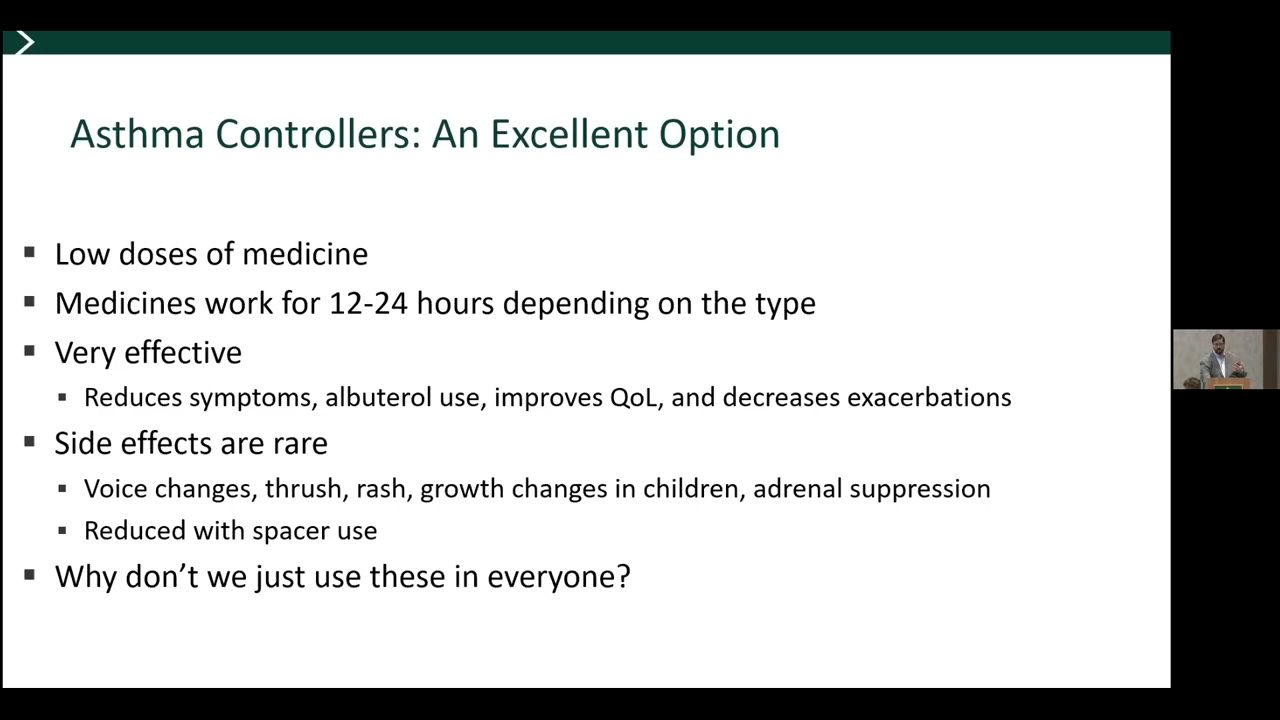 Asthma Controllers: An Excellent Option
▪ Low doses of medicine
▪ Medicines work for 12-24 hours depending on the type
▪ Very effective
▪ Reduces symptoms, albuterol use, improves QoL, and decreases exacerbations
▪ Side effects are rare
▪ Voice changes, thrush, rash, growth changes in children, adrenal suppression
▪ Reduced with spacer use
▪ Why don’t we just use these in everyone?